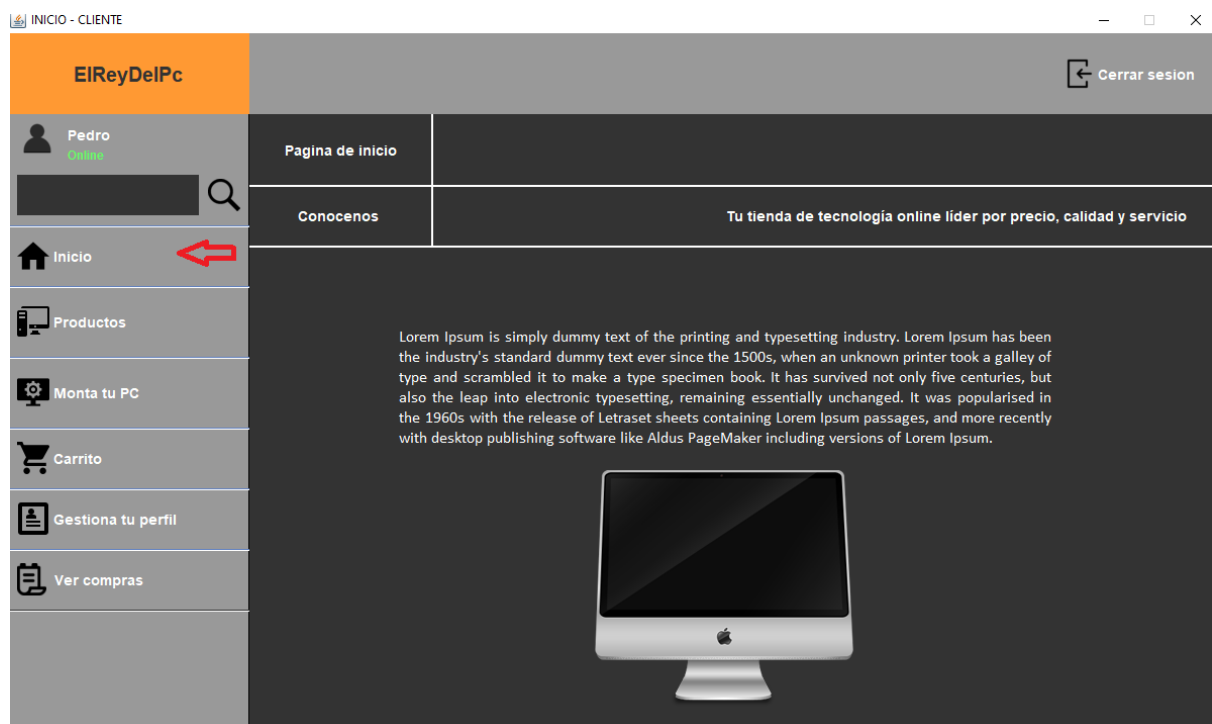 INICIO - CLIENTE
ElReyDelPc
Cerrar sesion
Pedro
Online
Pagina de inicio
Conocenos
Tu tienda de tecnología online líder por precio, calidad y servicio
Inicio
Productos
Monta tu PC
Carrito
Gestiona tu perfil
Ver compras
Lorem Ipsum is simply dummy text of the printing and typesetting industry. Lorem Ipsum has been
the industry's standard dummy text ever since the 1500s, when an unknown printer took a galley of
type and scrambled it to make a type specimen book. It has survived not only five centuries, but
also the leap into electronic typesetting, remaining essentially unchanged. It was popularised in
the 1960s with the release of Letraset sheets containing Lorem Ipsum passages, and more recently
with desktop publishing software like Aldus PageMaker including versions of Lorem Ipsum.